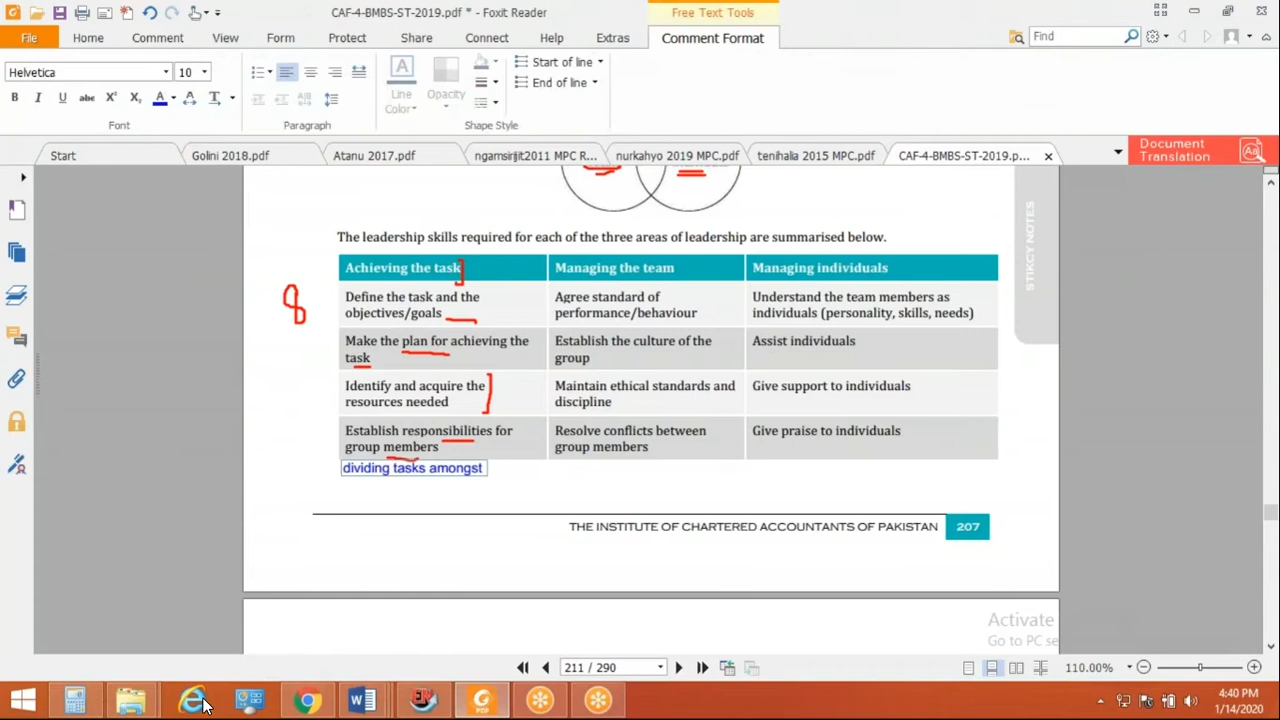 CAF-4-BMBS-ST-2019.pdf * - Foxit Reader
Free Text Tools
File Home Comment View Form Protect Share Connect Help Extras Comment Format
Find
Helvetica 10
Line Color
Opacity
Start of line
End of line
Font
Paragraph
Shape Style
Start Golini 2018.pdf Atanu 2017.pdf ngamsirijit2011 MPC R... nurkahyo 2019 MPC.pdf tenihalia 2015 MPC.pdf CAF-4-BMBS-ST-2019.p...
Document
Translation
STICKY NOTES
The leadership skills required for each of the three areas of leadership are summarised below.
Achieving the task Managing the team Managing individuals
Define the task and the objectives/goals
Agree standard of performance/behaviour
Understand the team members as individuals (personality, skills, needs)
Make the plan for achieving the task
Establish the culture of the group
Assist individuals
Identify and acquire the resources needed
Maintain ethical standards and discipline
Give support to individuals
Establish responsibilities for group members
Resolve conflicts between group members
Give praise to individuals
dividing tasks amongst
THE INSTITUTE OF CHARTERED ACCOUNTANTS OF PAKISTAN 207
Activate
Go to PC se
211 / 290
110.00%
4:40 PM
1/14/2020